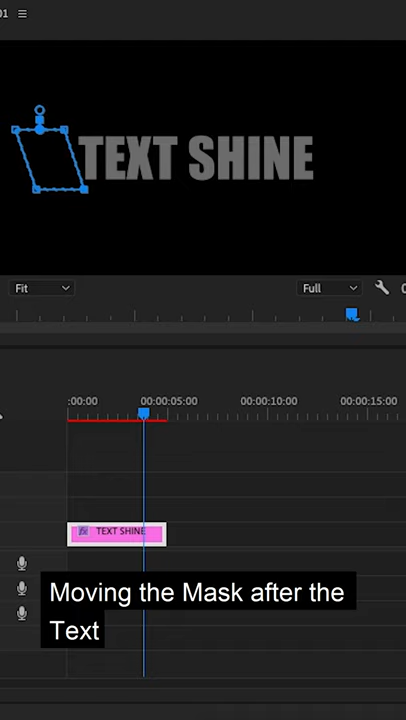 01
TEXT SHINE
Fit
Full
:00:00
00:00:05:00
00:00:10:00
00:00:15:00
fx TEXT SHINE
Moving the Mask after the
Text